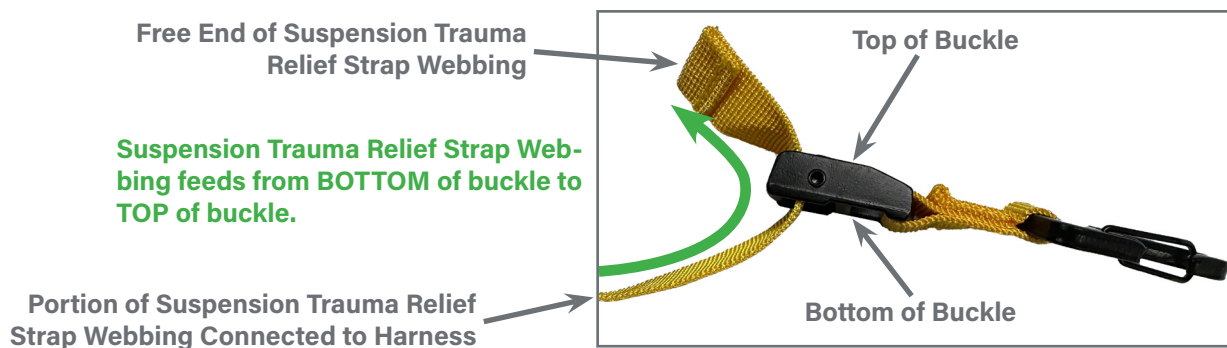 Free End of Suspension Trauma
Relief Strap Webbing
Top of Buckle
Suspension Trauma Relief Strap Web-
bing feeds from BOTTOM of buckle to
TOP of buckle.
Portion of Suspension Trauma Relief
Strap Webbing Connected to Harness
Bottom of Buckle